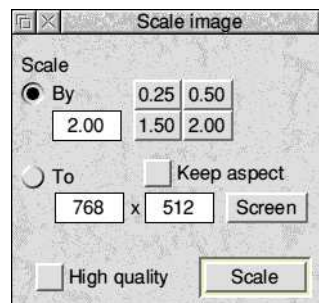 Scale image
Scale
By 0.25 0.50
2.00 1.50 2.00
To Keep aspect
768 x 512 Screen
High quality Scale